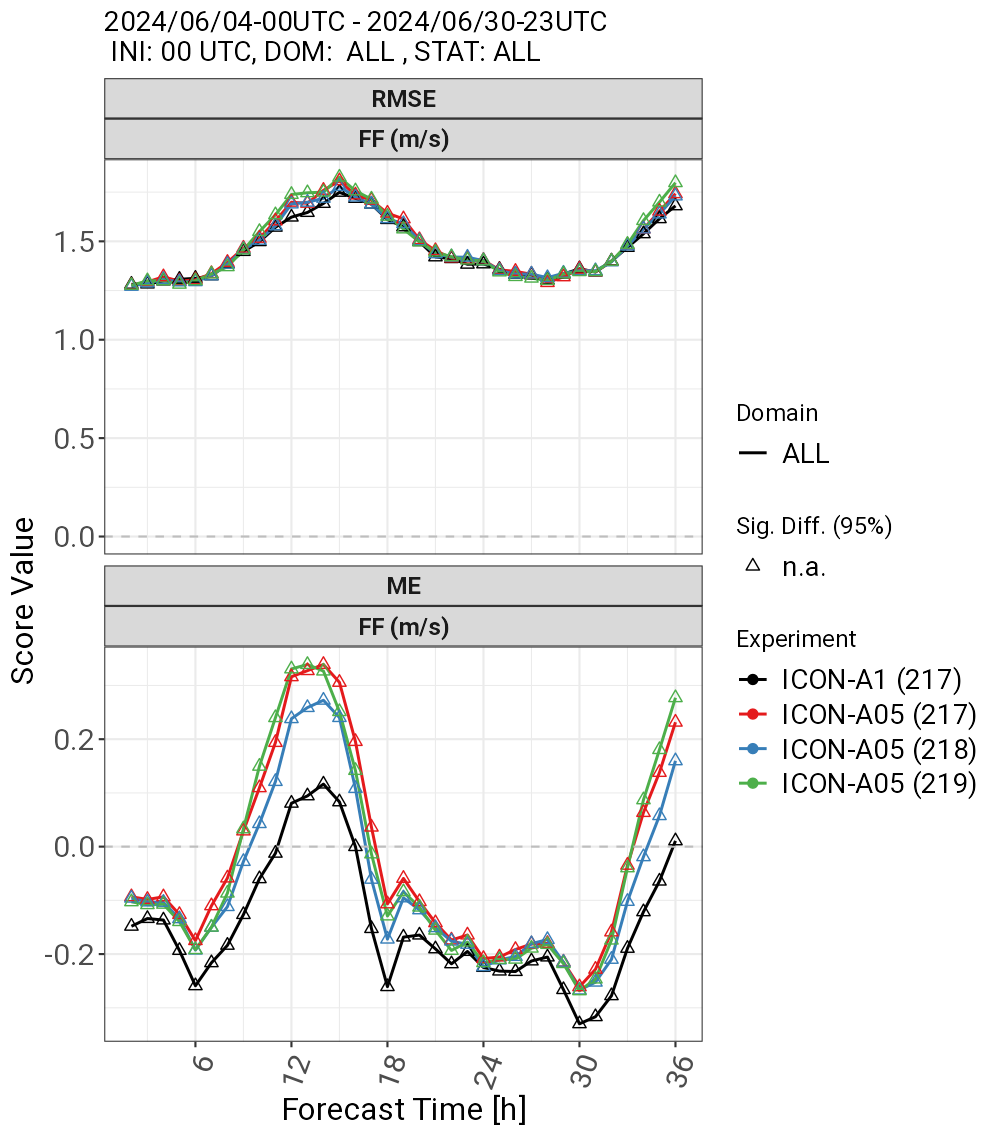 2024/06/04-00UTC - 2024/06/30-23UTC
INI: 00 UTC, DOM:  ALL , STAT: ALL
RMSE
FF (m/s)
1.5
1.0
0.5
0.0
ME
FF (m/s)
0.2
0.0
-0.2
6
12
18
24
30
36
Forecast Time [h]
Score Value
Domain
ALL
Sig. Diff. (95%)
n.a.
Experiment
ICON-A1 (217)
ICON-A05 (217)
ICON-A05 (218)
ICON-A05 (219)